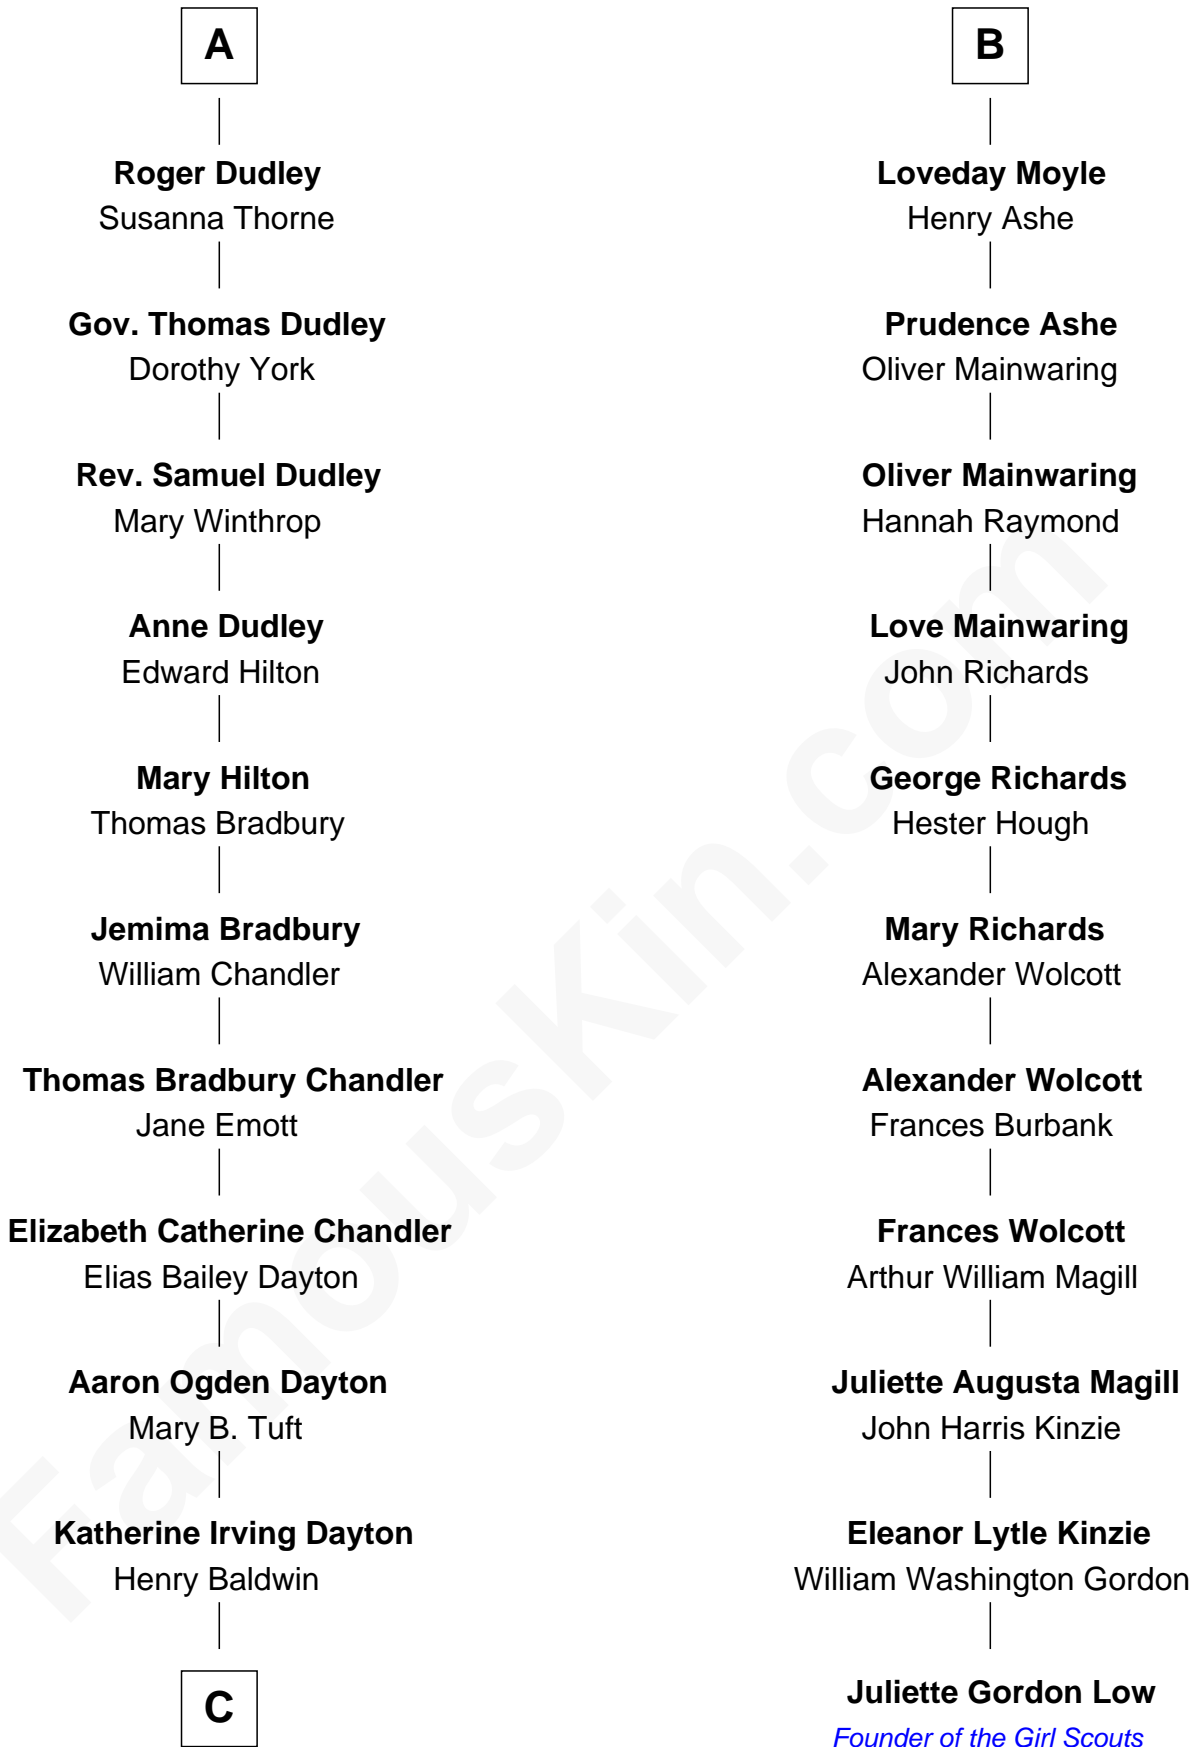 A
Roger Dudley
Susanna Thorne
Gov. Thomas Dudley
Dorothy York
Rev. Samuel Dudley
Mary Winthrop
Anne Dudley
Edward Hilton
Mary Hilton
Thomas Bradbury
Jemima Bradbury
William Chandler
Thomas Bradbury Chandler
Jane Emott
Elizabeth Catherine Chandler
Elias Bailey Dayton
Aaron Ogden Dayton
Mary B. Tuft
Katherine Irving Dayton
Henry Baldwin
C
B
Loveday Moyle
Henry Ashe
Prudence Ashe
Oliver Mainwaring
Oliver Mainwaring
Hannah Raymond
Love Mainwaring
John Richards
George Richards
Hester Hough
Mary Richards
Alexander Wolcott
Alexander Wolcott
Frances Burbank
Frances Wolcott
Arthur William Magill
Juliette Augusta Magill
John Harris Kinzie
Eleanor Lytle Kinzie
William Washington Gordon
Juliette Gordon Low
Founder of the Girl Scouts
FamousKin.com